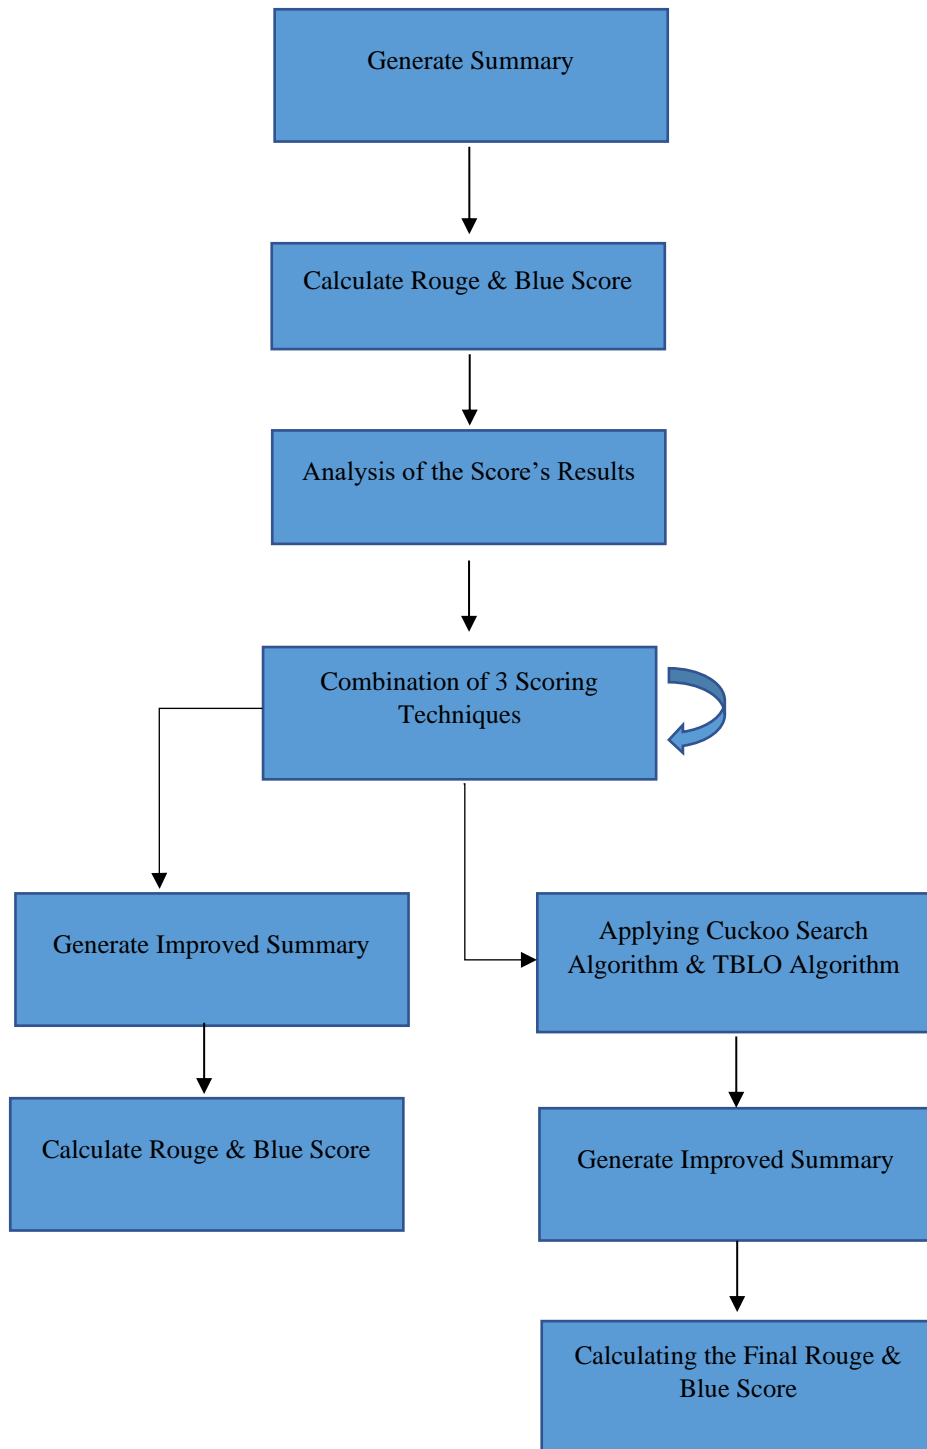 Generate Summary
Calculate Rouge & Blue Score
Analysis of the Score’s Results
Combination of 3 Scoring
Techniques
Generate Improved Summary
Calculate Rouge & Blue Score
Applying Cuckoo Search
Algorithm & TBLO Algorithm
Generate Improved Summary
Calculating the Final Rouge &
Blue Score